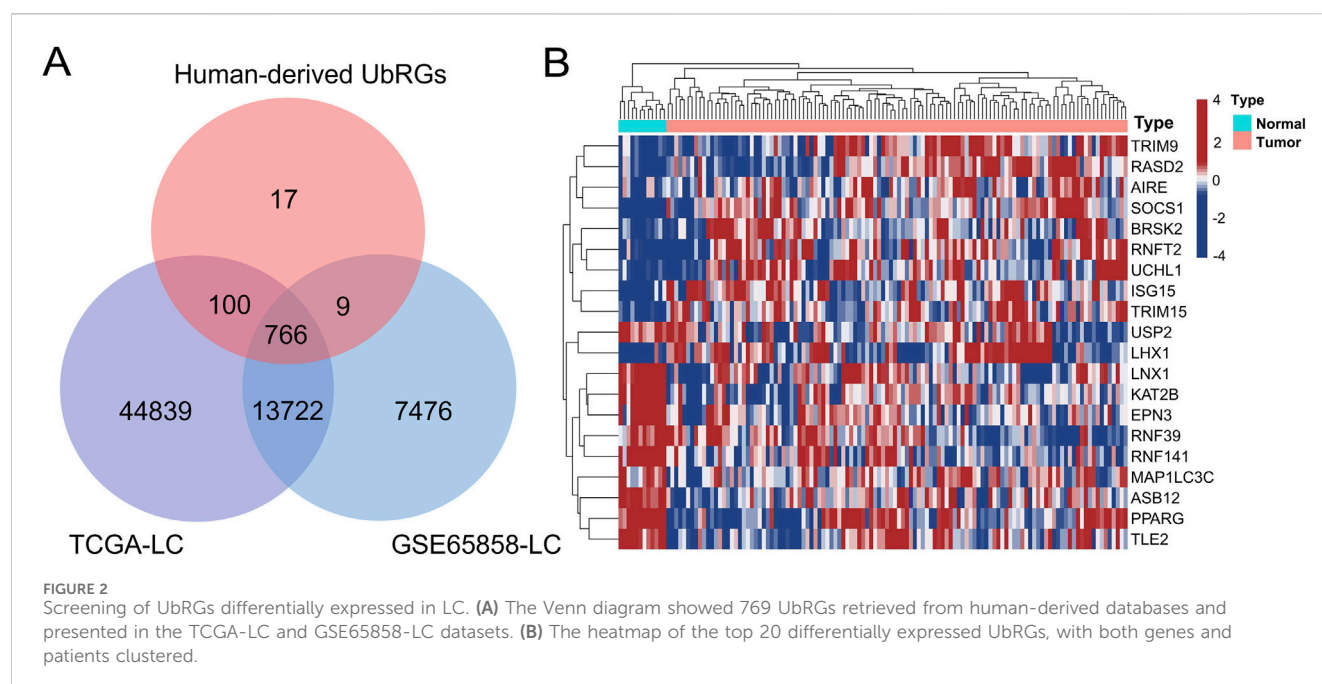 A
Human-derived UbRGs
17
100
9
766
44839
13722
7476
TCGA-LC
GSE65858-LC
B
Type
TRIM9
RASD2
AIRE
SOCS1
BRSK2
RNFT2
UCHL1
ISG15
TRIM15
USP2
LHX1
LNX1
KAT2B
EPN3
RNF39
RNF141
MAP1LC3C
ASB12
PPARG
TLE2
4
2
0
-2
-4
Type
Normal
Tumor
FIGURE 2
Screening of UbRGs differentially expressed in LC. (A) The Venn diagram showed 769 UbRGs retrieved from human-derived databases and
presented in the TCGA-LC and GSE65858-LC datasets. (B) The heatmap of the top 20 differentially expressed UbRGs, with both genes and
patients clustered.